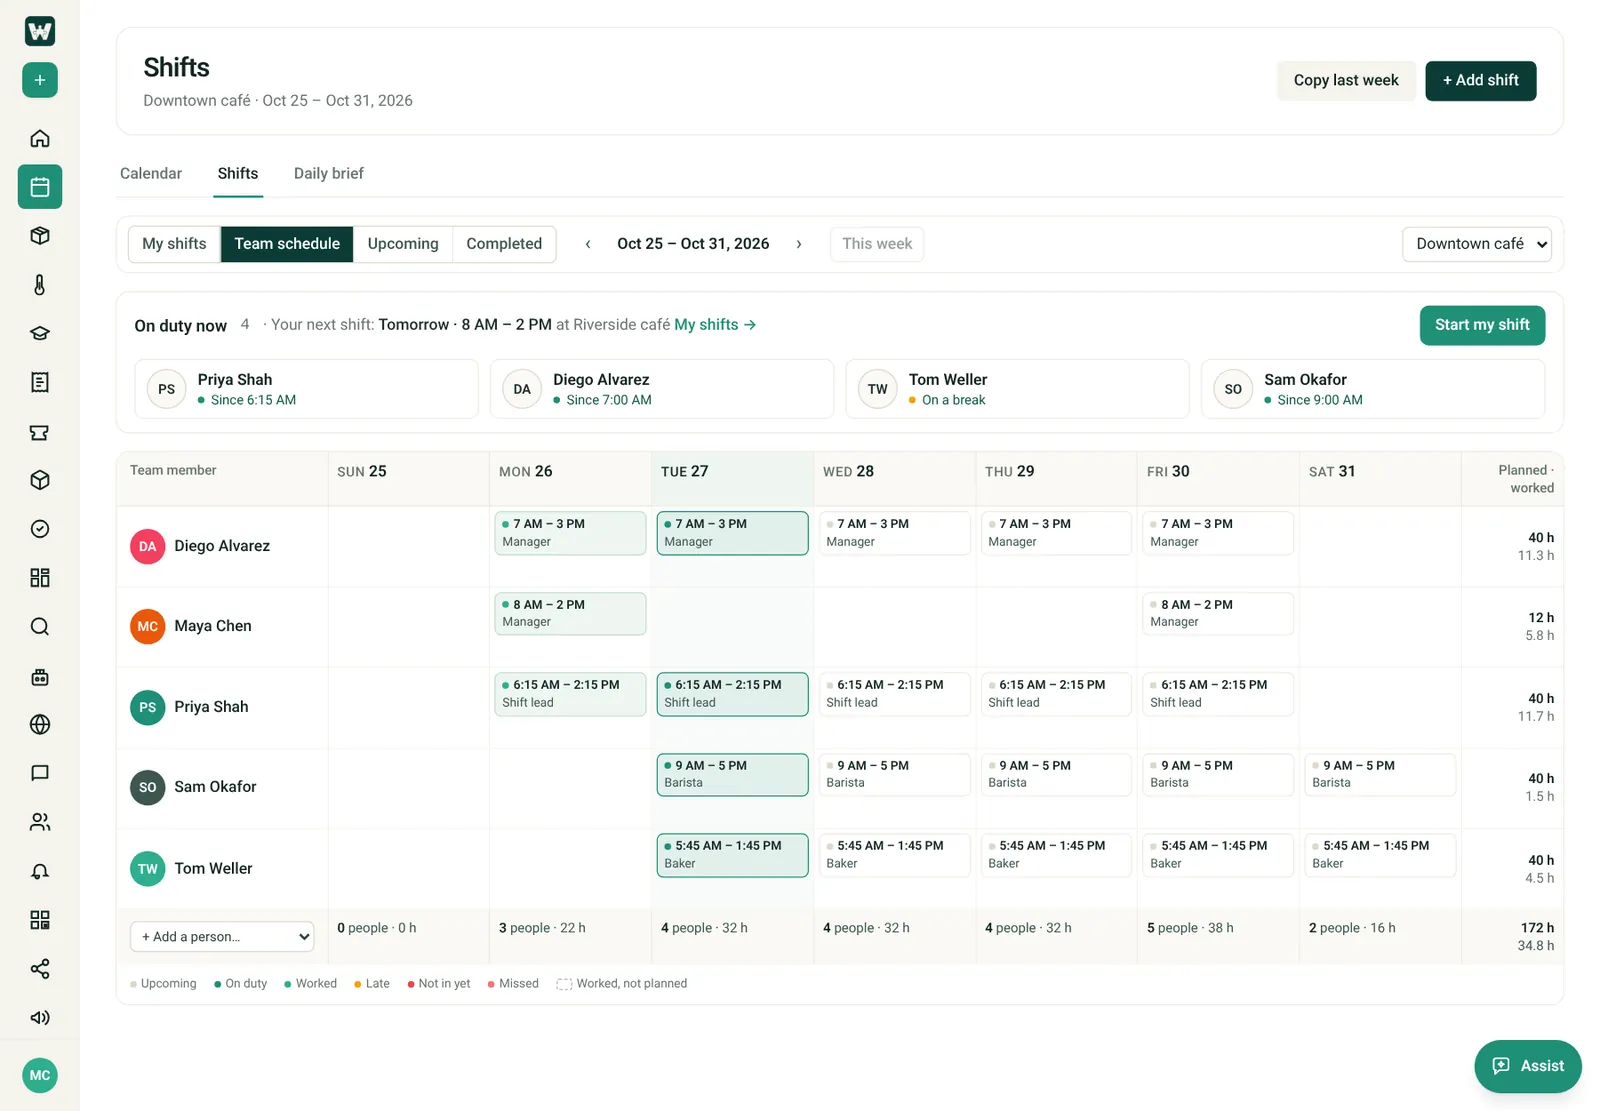 W
+
Shifts
Downtown café · Oct 25 – Oct 31, 2026
Copy last week
+ Add shift
Calendar
Shifts
Daily brief
My shifts
Team schedule
Upcoming
Completed
‹ Oct 25 – Oct 31, 2026 ›
This week
Downtown café
On duty now 4 · Your next shift: Tomorrow · 8 AM – 2 PM at Riverside café My shifts →
Start my shift
PS
Priya Shah
Since 6:15 AM
DA
Diego Alvarez
Since 7:00 AM
TW
Tom Weller
On a break
SO
Sam Okafor
Since 9:00 AM
Team member
SUN 25
MON 26
TUE 27
WED 28
THU 29
FRI 30
SAT 31
Planned ·
worked
DA
Diego Alvarez
7 AM – 3 PM
Manager
7 AM – 3 PM
Manager
7 AM – 3 PM
Manager
7 AM – 3 PM
Manager
7 AM – 3 PM
Manager
40 h
11.3 h
MC
Maya Chen
8 AM – 2 PM
Manager
8 AM – 2 PM
Manager
12 h
5.8 h
PS
Priya Shah
6:15 AM – 2:15 PM
Shift lead
6:15 AM – 2:15 PM
Shift lead
6:15 AM – 2:15 PM
Shift lead
6:15 AM – 2:15 PM
Shift lead
6:15 AM – 2:15 PM
Shift lead
40 h
11.7 h
SO
Sam Okafor
9 AM – 5 PM
Barista
9 AM – 5 PM
Barista
9 AM – 5 PM
Barista
9 AM – 5 PM
Barista
9 AM – 5 PM
Barista
40 h
1.5 h
TW
Tom Weller
5:45 AM – 1:45 PM
Baker
5:45 AM – 1:45 PM
Baker
5:45 AM – 1:45 PM
Baker
5:45 AM – 1:45 PM
Baker
5:45 AM – 1:45 PM
Baker
40 h
4.5 h
+ Add a person...
0 people · 0 h
3 people · 22 h
4 people · 32 h
4 people · 32 h
4 people · 32 h
5 people · 38 h
2 people · 16 h
172 h
34.8 h
Upcoming
On duty
Worked
Late
Not in yet
Missed
Worked, not planned
MC
Assist